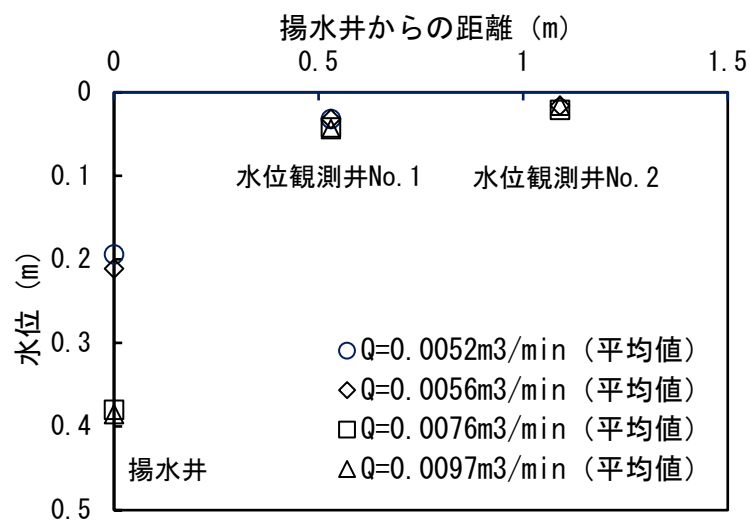 揚水井からの距離 (m)
0 0.5 1 1.5
0
0.1
0.2
0.3
0.4
0.5
水位 (m)
水位観測井No.1 水位観測井No.2
Q=0.0052m3/min (平均値)
Q=0.0056m3/min (平均値)
Q=0.0076m3/min (平均値)
Q=0.0097m3/min (平均値)
揚水井